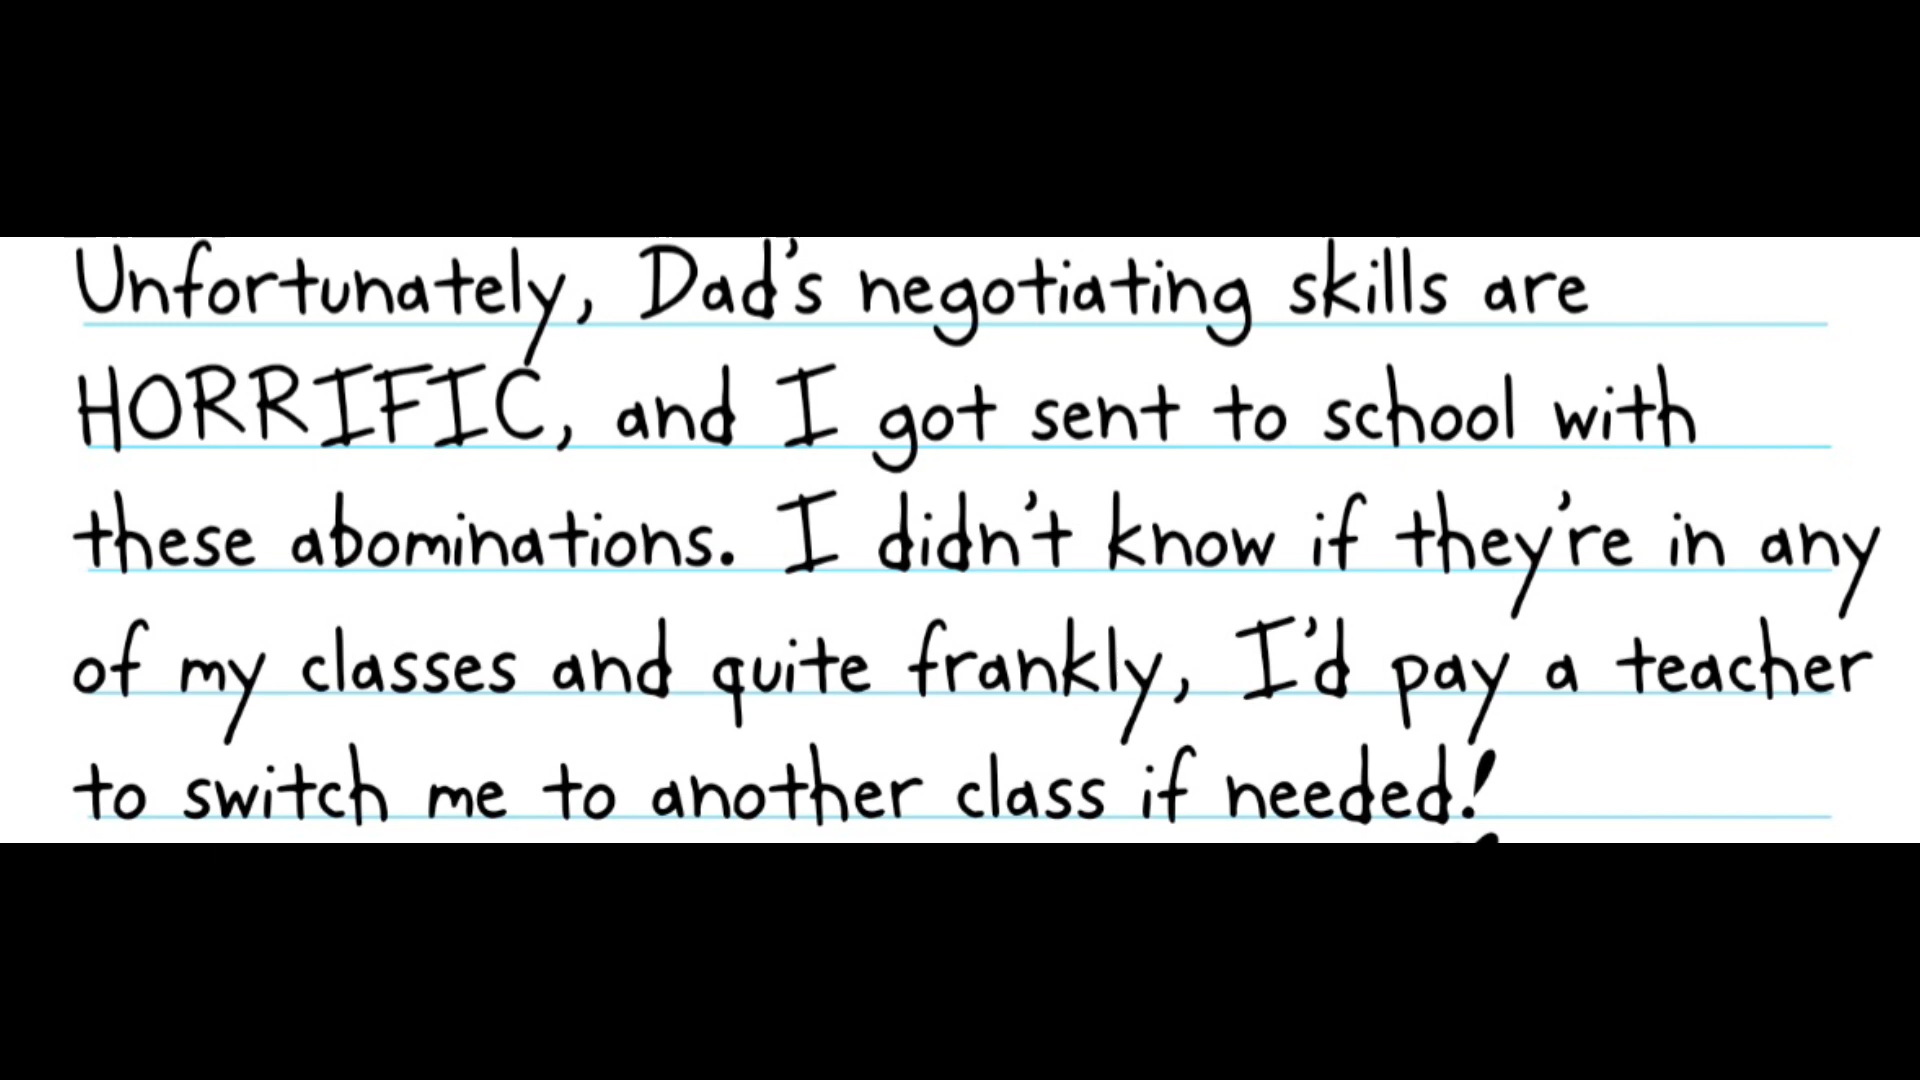 Unfortunately, Dad's negotiating skills are
HORRIFIC, and I got sent to school with
these abominations. I didn't know if they're in any
of my classes and quite frankly, I'd pay a teacher
to switch me to another class if needed!